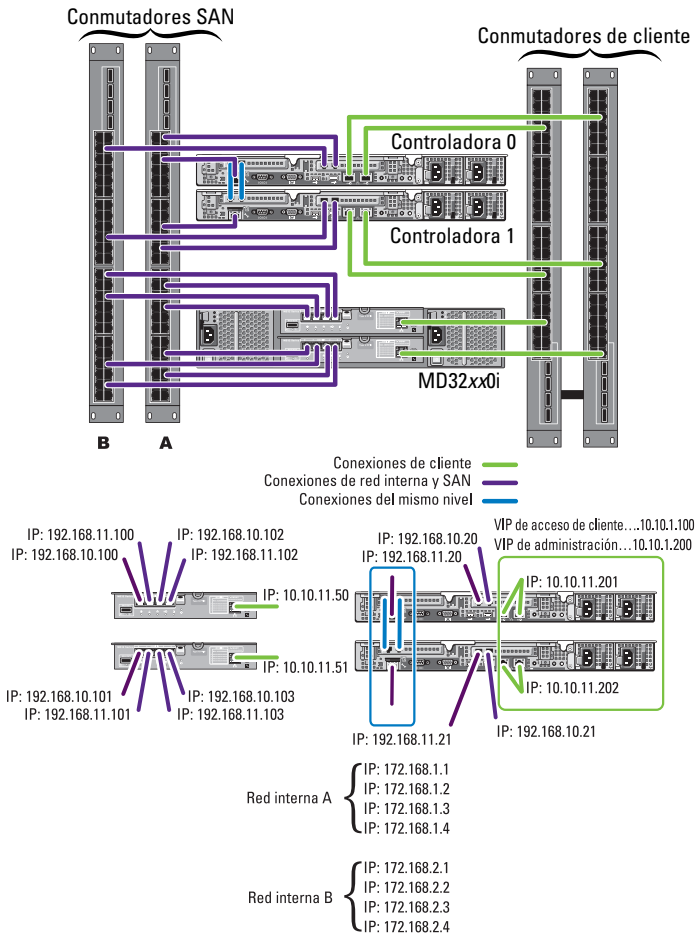 Conmutadores SAN
Conmutadores de cliente
Controladora 0
Controladora 1
MD32xx0i
B
A
Conexiones de cliente
Conexiones de red interna y SAN
Conexiones del mismo nivel
IP: 192.168.11.100
IP: 192.168.10.102
IP: 192.168.10.100
IP: 192.168.11.102
IP: 10.10.11.50
IP: 10.10.11.51
IP: 192.168.10.101
IP: 192.168.10.103
IP: 192.168.11.101
IP: 192.168.11.103
IP: 192.168.10.20
IP: 192.168.11.20
VIP de acceso de cliente....10.10.1.100
VIP de administración...10.10.1.200
IP: 10.10.11.201
IP: 10.10.11.202
IP: 192.168.11.21
IP: 192.168.10.21
Red interna A
IP: 172.168.1.1
IP: 172.168.1.2
IP: 172.168.1.3
IP: 172.168.1.4
Red interna B
IP: 172.168.2.1
IP: 172.168.2.2
IP: 172.168.2.3
IP: 172.168.2.4